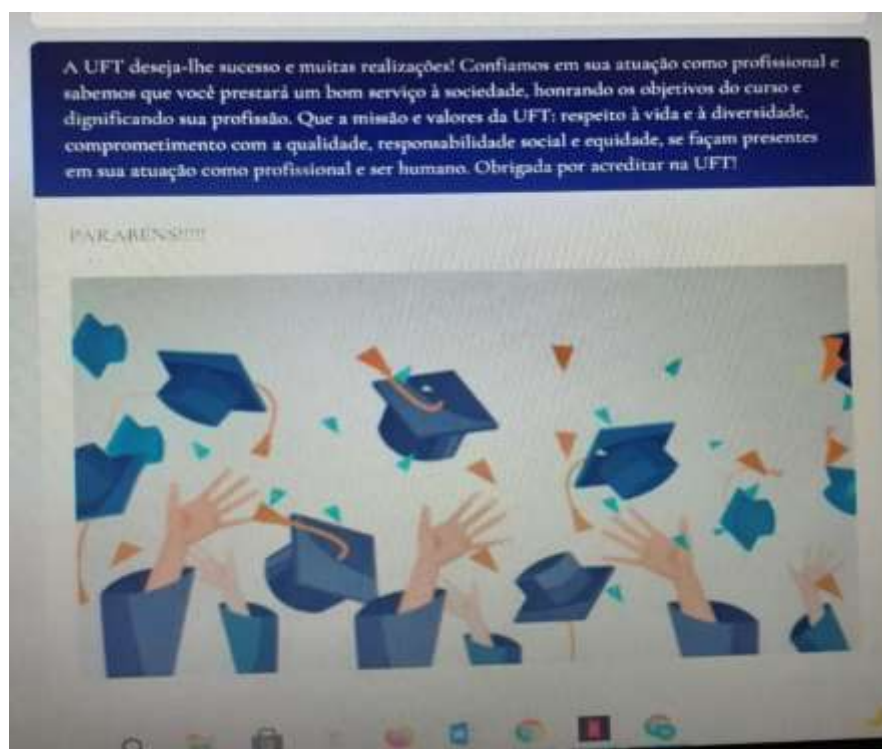 A UFT deseja-lhe sucesso e muitas realizações! Confiamos em sua atuação como profissional e
sabemos que você prestará um bom serviço à sociedade, honrando os objetivos do curso e
dignificando sua profissão. Que a missão e valores da UFT: respeito à vida e à diversidade,
comprometimento com a qualidade, responsabilidade social e equidade, se façam presentes
em sua atuação como profissional e ser humano. Obrigada por acreditar na UFT!
PARABENS!!!!!